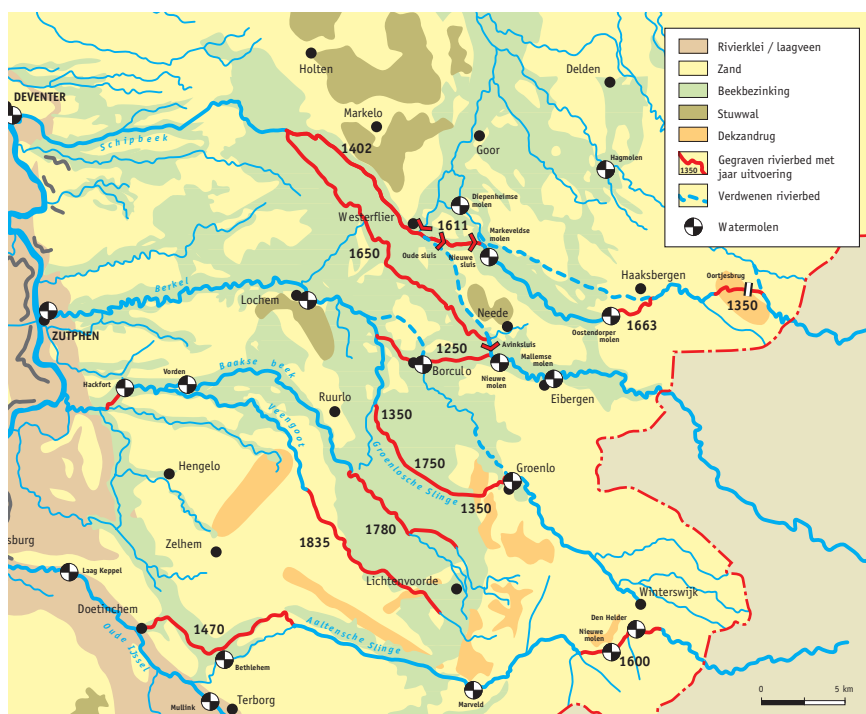 Holten
Delden
DEVENTER
Markelo
Schipbeek
1402
Goor
Hagmolen
Diepenheimse
molen
Westerflier
1611
Markeveldse
molen
Oude sluis
Nieuwe
sluis
1650
Haaksbergen
Oortjesbrug
1350
Berkel
Lochem
Neede
Oostendorper
molen
1663
ZUTPHEN
Avinksluis
1250
Mallemse
molen
Borculo
Nieuwe
molen
Eibergen
Baakse beek
Vorden
Hackfort
Veengoot
Ruurlo
1350
Groenlosche Slinge
1750
Groenlo
1350
Hengelo
1780
1835
Zelhem
sburg
Laag Keppel
Lichtenvoorde
Winterswijk
Doetinchem
Den Helder
Nieuwe
molen
1600
1470
Aaltensche Slinge
Oude IJssel
Bethlehem
Marveld
Mullink
Terborg
Rivierklei / laagveen
Zand
Beekbezinking
Stuwwal
Dekzandrug
1350
Gegraven rivierbed met
jaar uitvoering
Verdwenen rivierbed
Watermolen
0 5 km